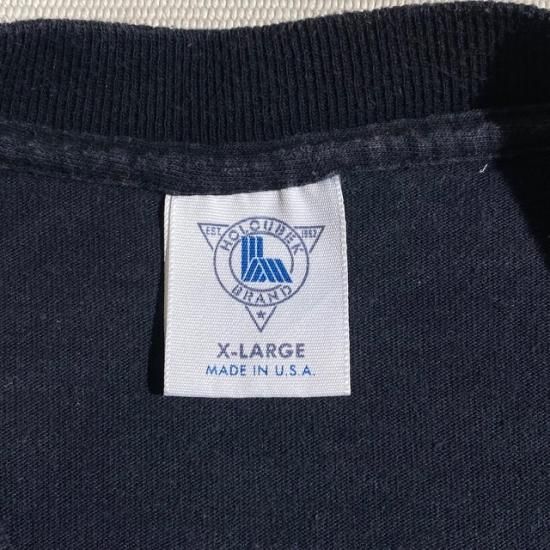 EST. 1963
HOLOUBEK
BRAND
X-LARGE
MADE IN U.S.A.